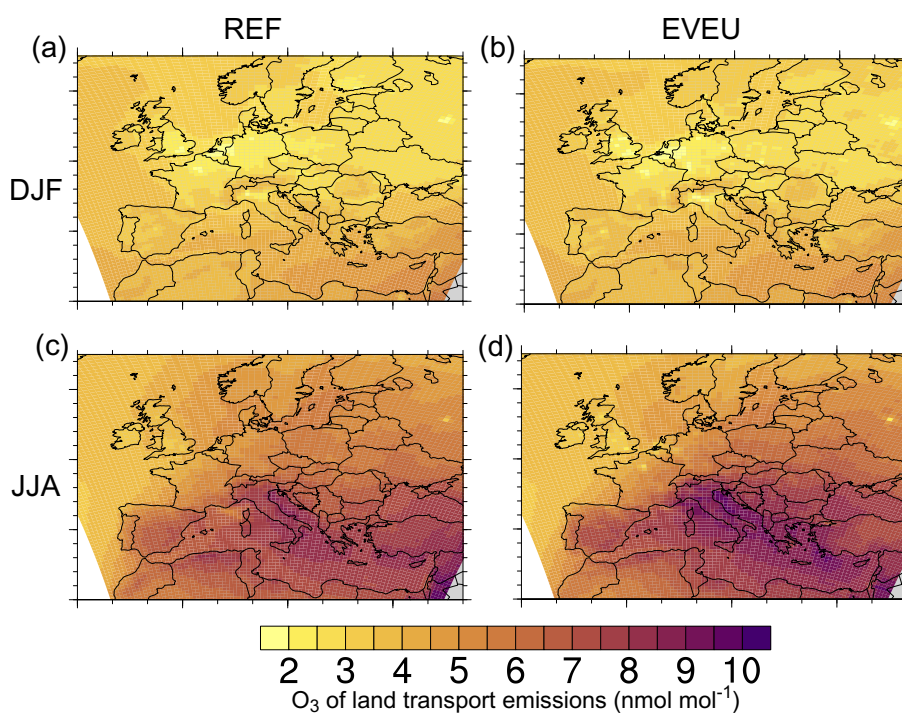 REF EVEU
(a) (b)
DJF
(c) (d)
JJA
2 3 4 5 6 7 8 9 10
O₃ of land transport emissions (nmol mol⁻¹)